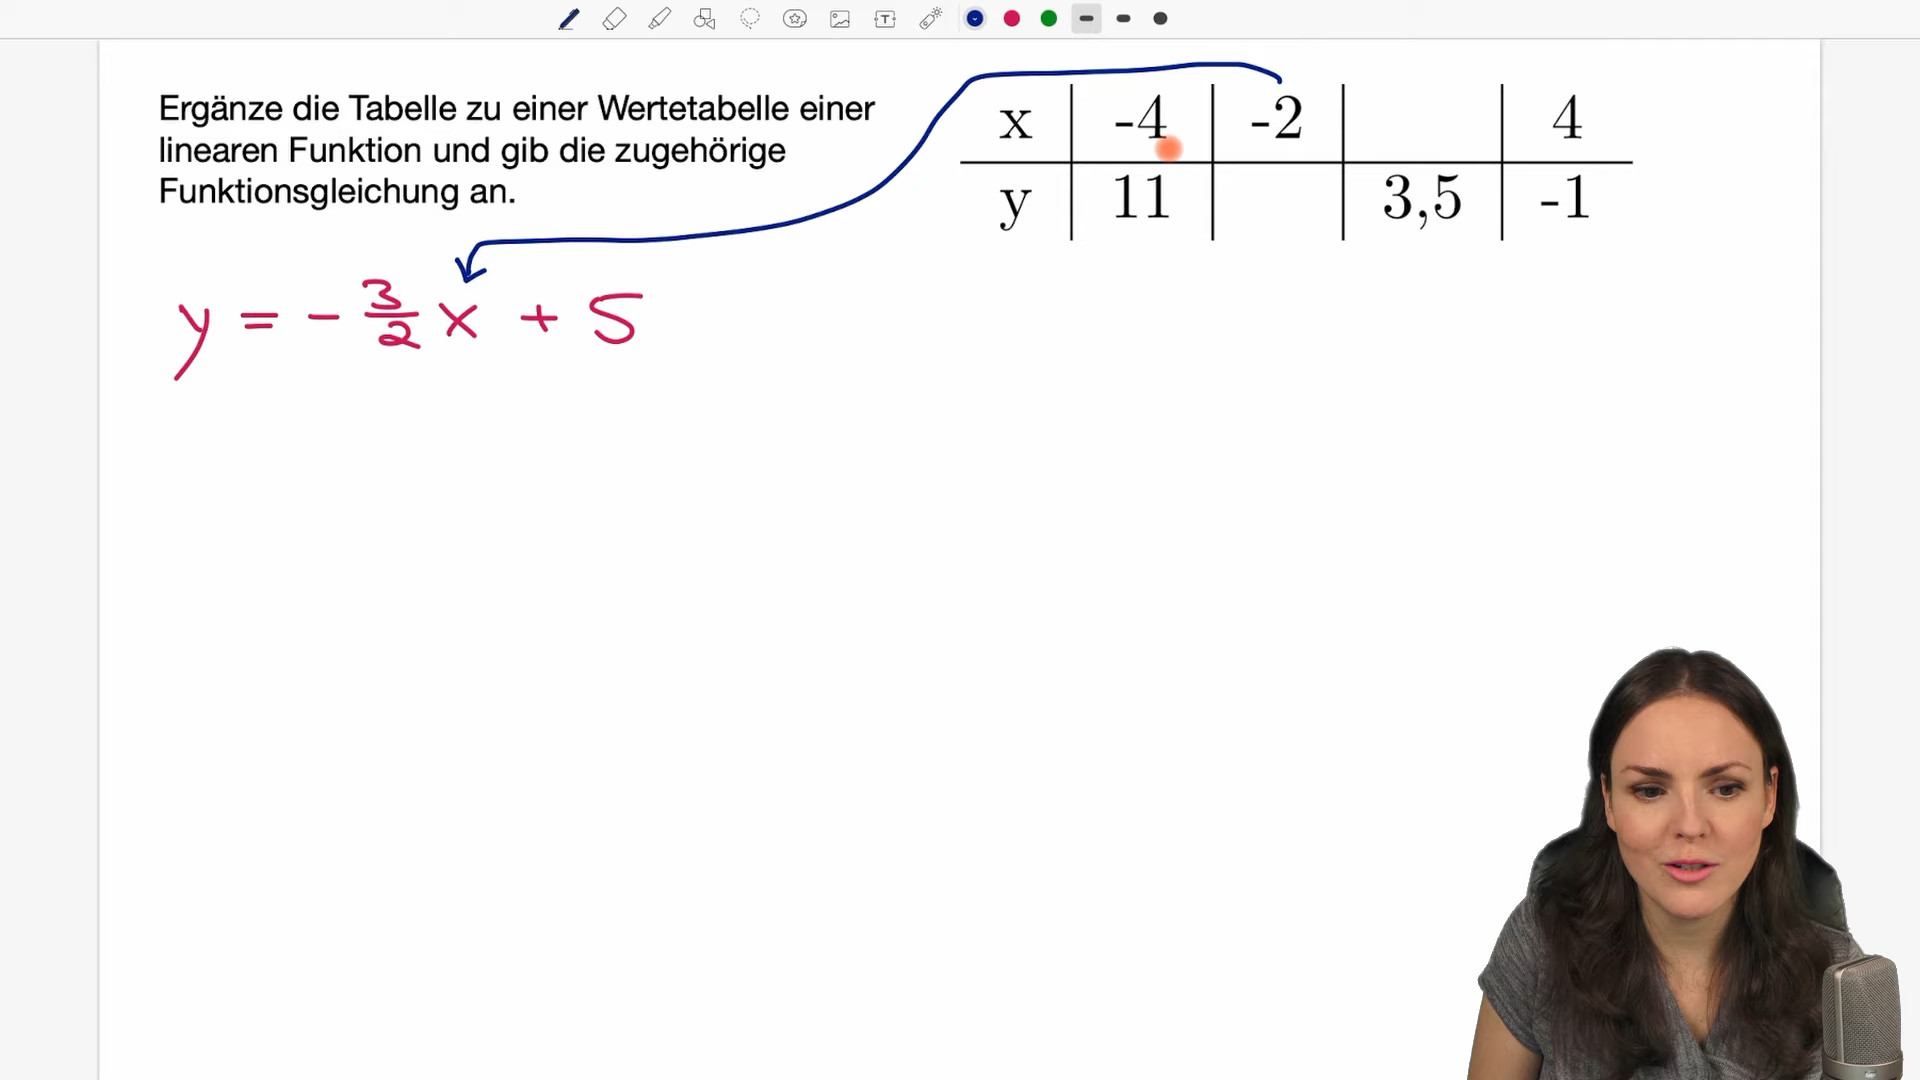 Ergänze die Tabelle zu einer Wertetabelle einer
linearen Funktion und gib die zugehörige
Funktionsgleichung an.
x -4 -2 4
y 11 3,5 -1
y = - 3/2 x + 5